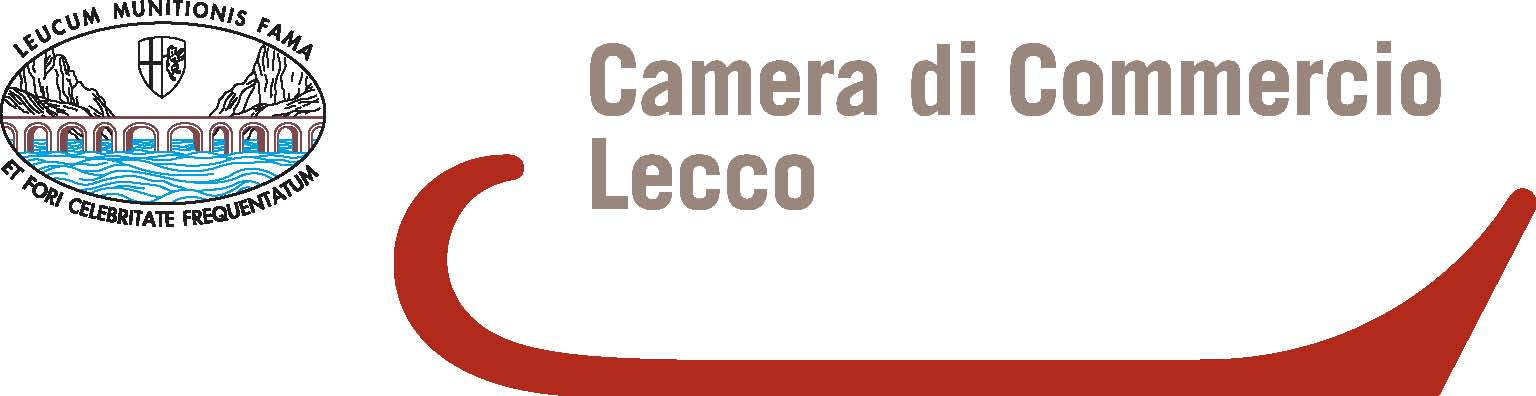 LEUCUM MUNITIONIS FAMA
ET FORI CELEBRITATE FREQUENTATUM
Camera di Commercio
Lecco